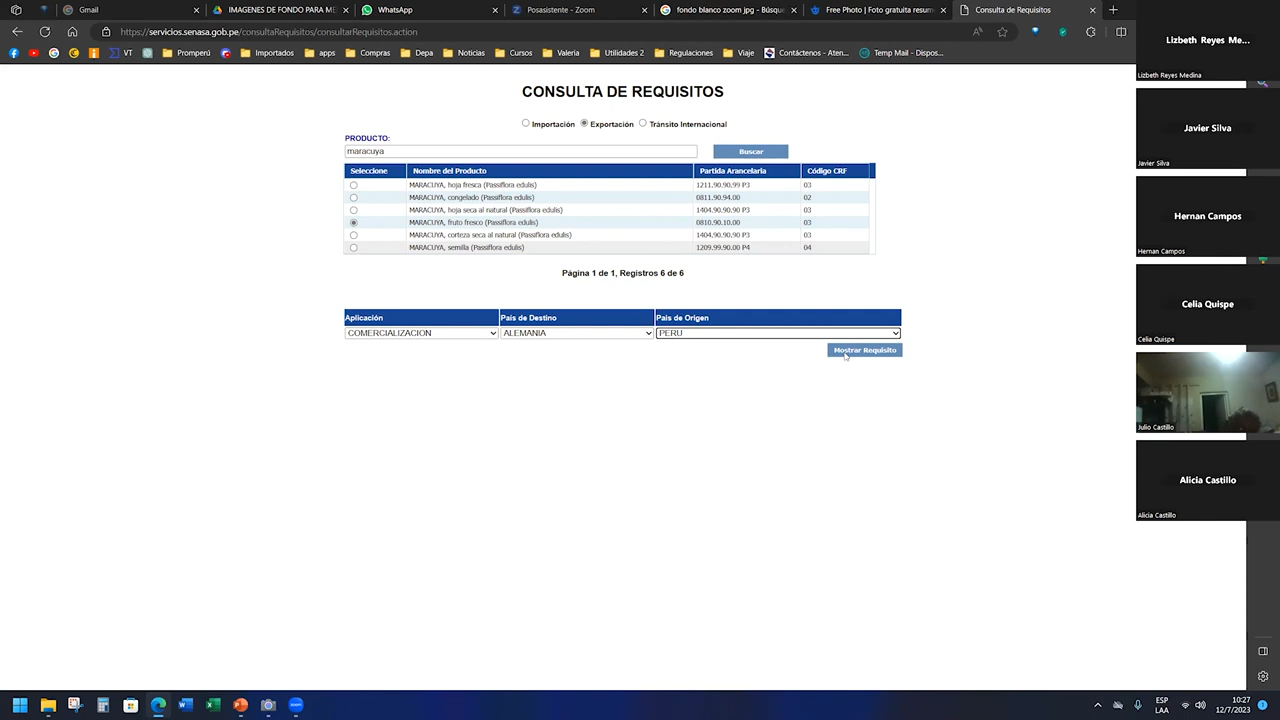 Gmail
IMAGENES DE FONDO PARA ME
WhatsApp
Posasistente - Zoom
fondo blanco zoom jpg - Búsqu
Free Photo | Foto gratuita resum
Consulta de Requisitos
https://servicios.senasa.gob.pe/consultaRequisitos/consultarRequisitos.action
VT
Promperú
Importados
apps
Compras
Depa
Noticias
Cursos
Valeria
Utilidades 2
Regulaciones
Viaje
Contáctenos - Aten...
Temp Mail - Dispos...
CONSULTA DE REQUISITOS
Importación Exportación Tránsito Internacional
PRODUCTO:
maracuya Buscar
Seleccione Nombre del Producto Partida Arancelaria Código CRF
MARACUYA, hoja fresca (Passiflora edulis) 1211.90.90.99 P3 03
MARACUYA, congelado (Passiflora edulis) 0811.90.94.00 02
MARACUYA, hoja seca al natural (Passiflora edulis) 1404.90.90.90 P3 03
MARACUYA, fruto fresco (Passiflora edulis) 0810.90.10.00 03
MARACUYA, corteza seca al natural (Passiflora edulis) 1404.90.90.90 P3 03
MARACUYA, semilla (Passiflora edulis) 1209.99.90.00 P4 04
Página 1 de 1, Registros 6 de 6
Aplicación País de Destino País de Origen
COMERCIALIZACION ALEMANIA PERU
Mostrar Requisito
Lizbeth Reyes Me...
Lizbeth Reyes Medina
Javier Silva
Javier Silva
Hernan Campos
Hernan Campos
Celia Quispe
Celia Quispe
Julio Castillo
Alicia Castillo
Alicia Castillo
ESP
LAA
10:27
12/7/2023